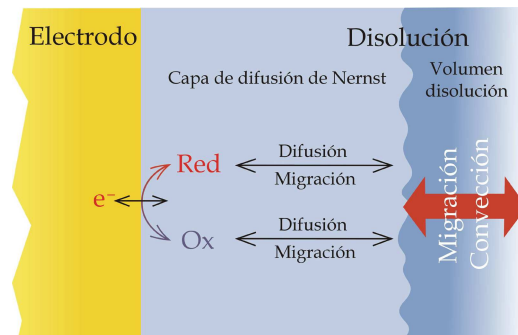 Electrodo
Disolución
Capa de difusión de Nernst
Volumen
disolución
Red
Difusión
Migración
e⁻
Ox
Difusión
Migración
Migración
Convección